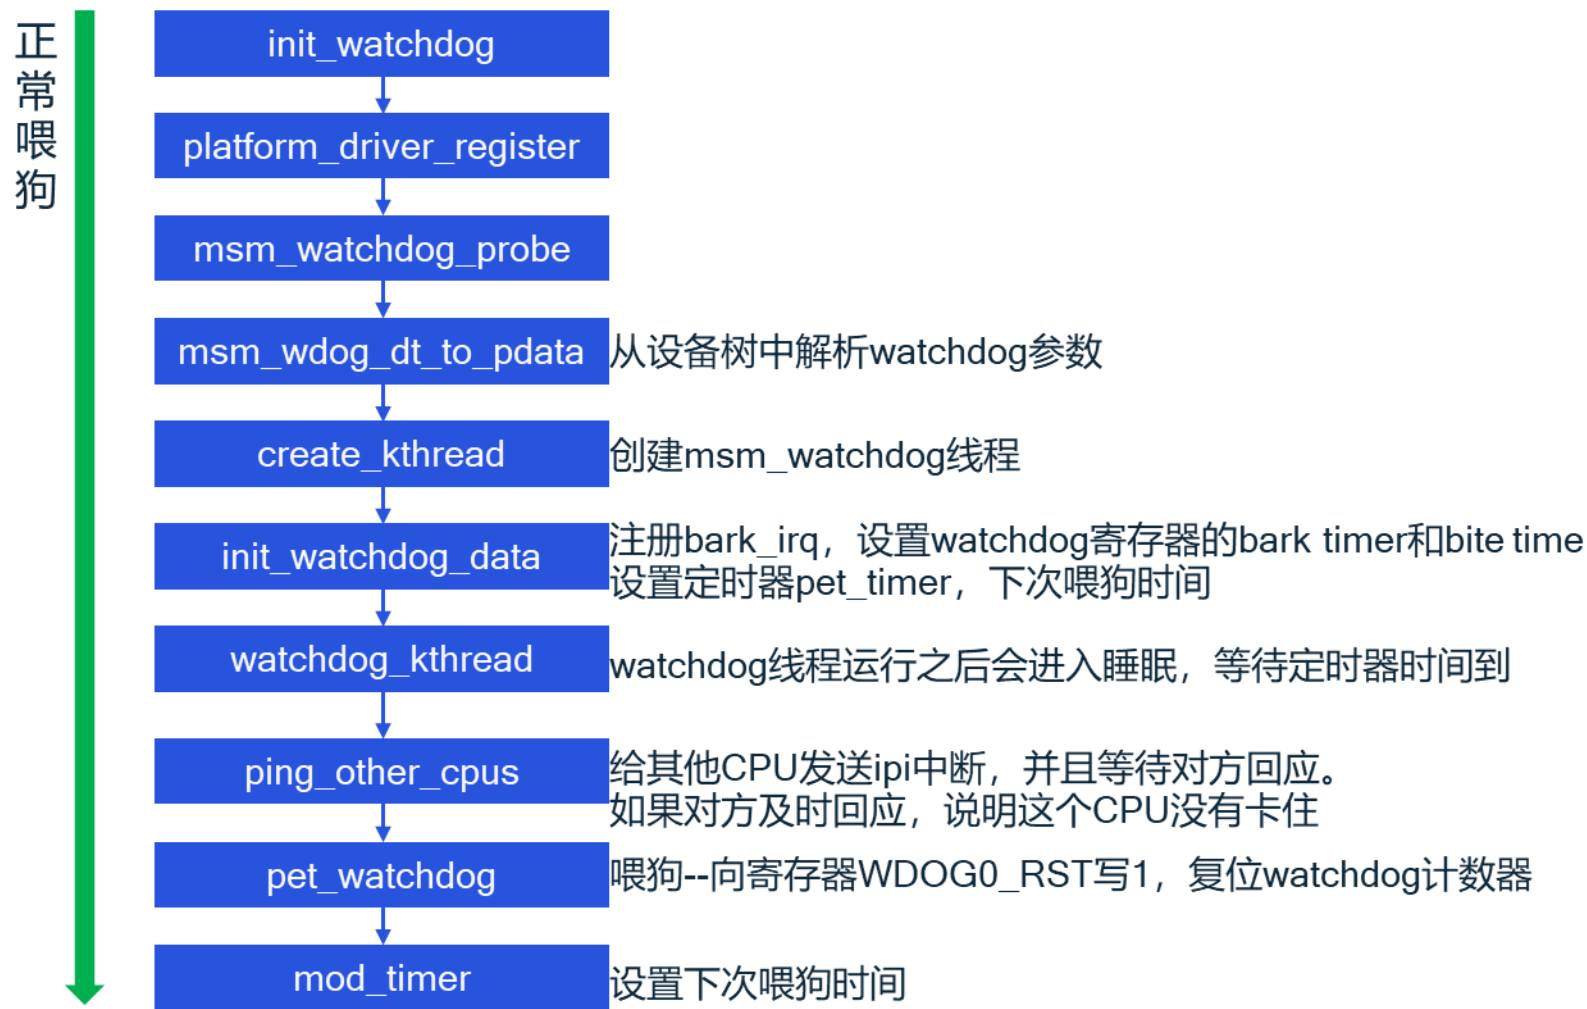 正常喂狗
init_watchdog
platform_driver_register
msm_watchdog_probe
msm_wdog_dt_to_pdata
从设备树中解析watchdog参数
create_kthread
创建msm_watchdog线程
init_watchdog_data
注册bark_irq，设置watchdog寄存器的bark timer和bite time
设置定时器pet_timer，下次喂狗时间
watchdog_kthread
watchdog线程运行之后会进入睡眠，等待定时器时间到
ping_other_cpus
给其他CPU发送ipi中断，并且等待对方回应。
如果对方及时回应，说明这个CPU没有卡住
pet_watchdog
喂狗--向寄存器WDOG0_RST写1，复位watchdog计数器
mod_timer
设置下次喂狗时间